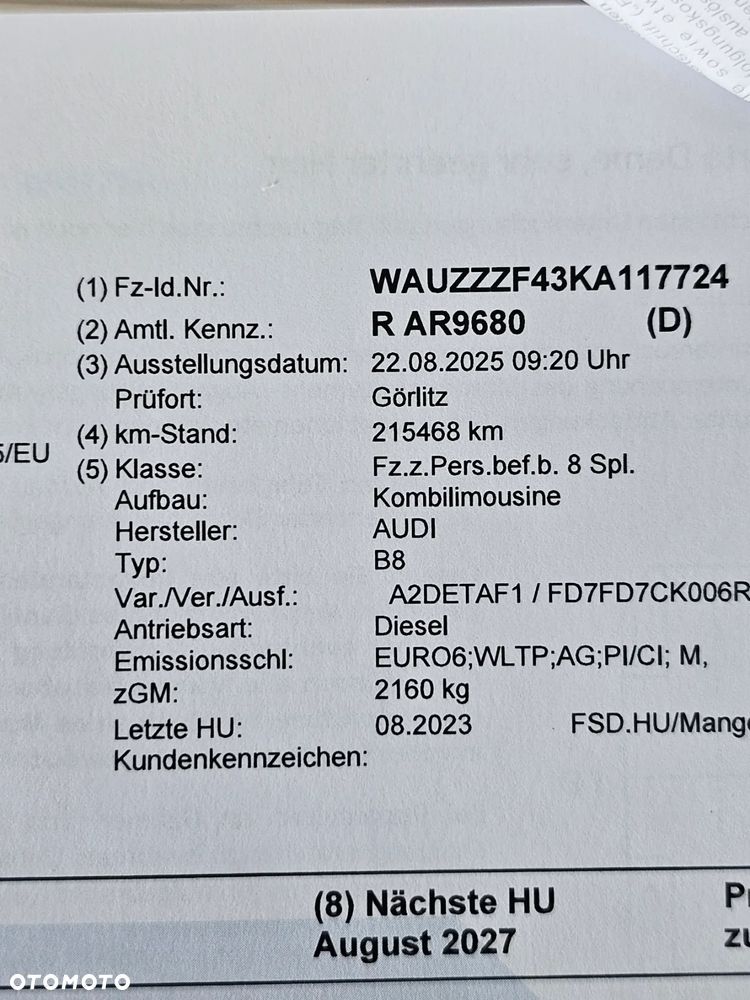 (1) Fz-Id.Nr.: WAUZZZF43KA117724
(2) Amtl. Kennz.: R AR9680 (D)
(3) Ausstellungsdatum: 22.08.2025 09:20 Uhr
Prüfort: Görlitz
5/EU (4) km-Stand: 215468 km
(5) Klasse: Fz.z.Pers.bef.b. 8 Spl.
Aufbau: Kombilimousine
Hersteller: AUDI
Typ: B8
Var./Ver./Ausf.: A2DETAF1 / FD7FD7CK006R
Antriebsart: Diesel
Emissionsschl: EURO6;WLTP;AG;PI/CI; M,
zGM: 2160 kg
Letzte HU: 08.2023 FSD.HU/Mange
Kundenkennzeichen:
(8) Nächste HU
August 2027
zu
OTOMOTO